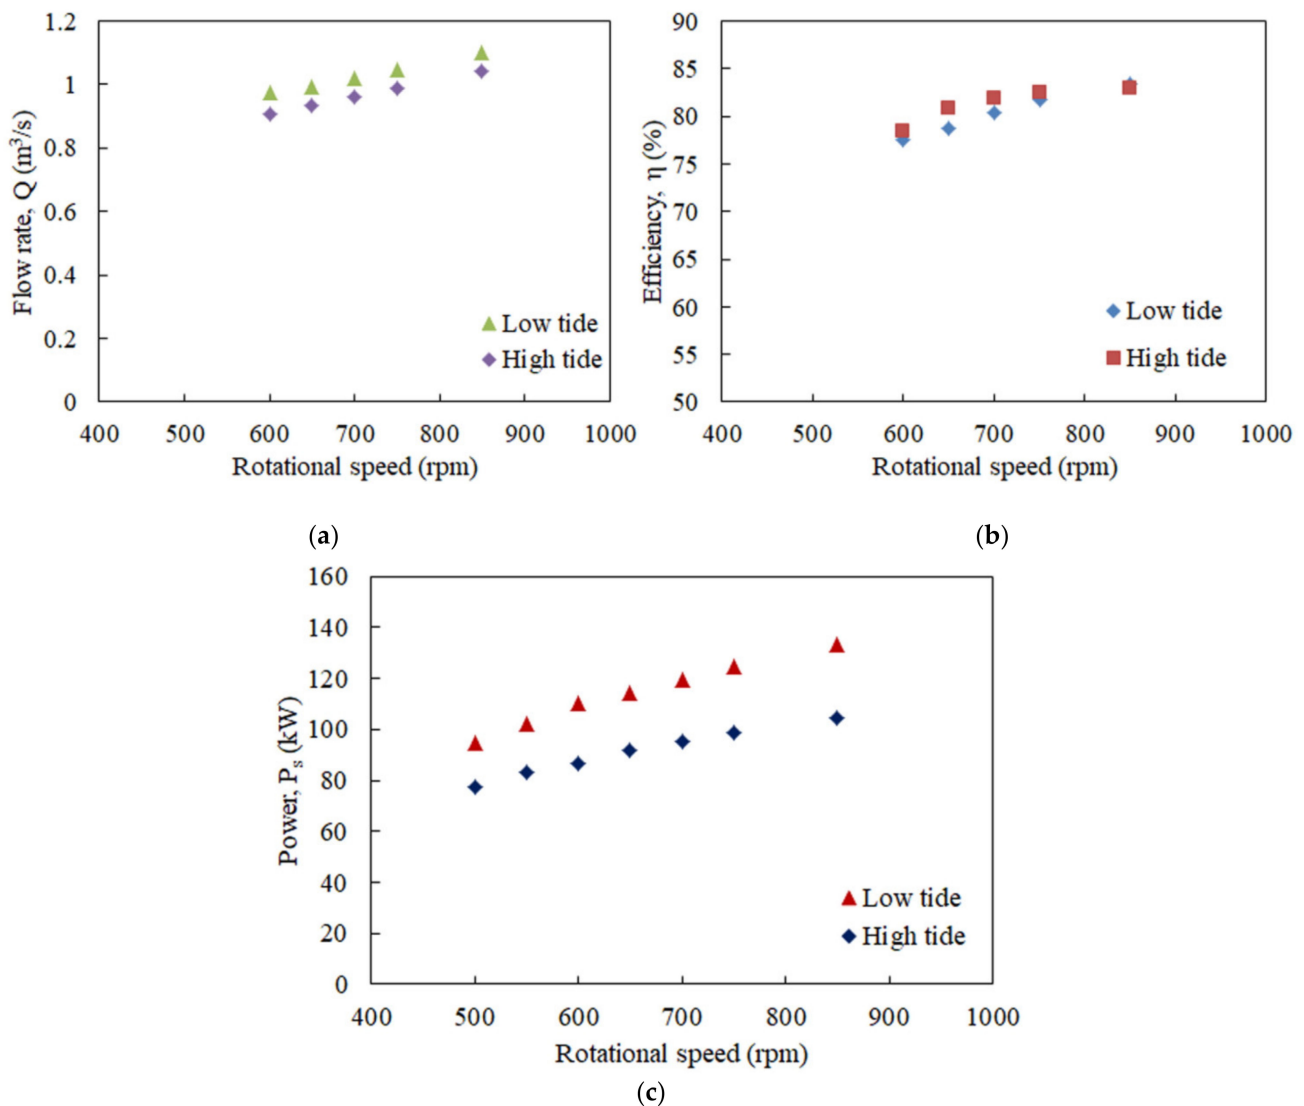 1.2
1
0.8
0.6
0.4
0.2
0
Flow rate, Q (m³/s)
Low tide
High tide
400 500 600 700 800 900 1000
Rotational speed (rpm)
(a)
90
85
80
75
70
65
60
55
50
Efficiency, η (%)
Low tide
High tide
400 500 600 700 800 900 1000
Rotational speed (rpm)
(b)
160
140
120
100
80
60
40
20
0
Power, Pₛ (kW)
Low tide
High tide
400 500 600 700 800 900 1000
Rotational speed (rpm)
(c)